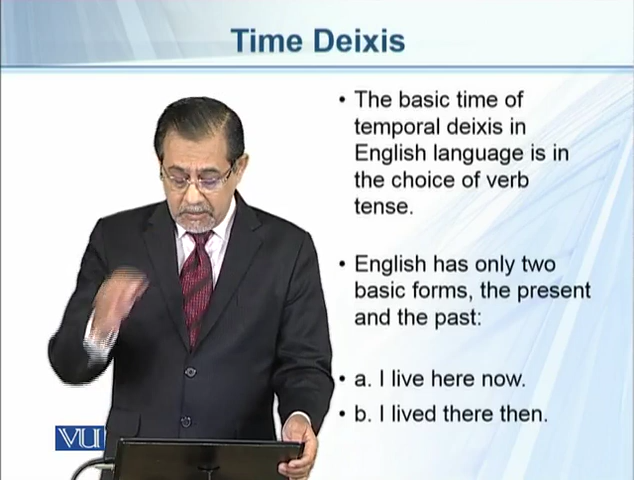 Time Deixis
• The basic time of
temporal deixis in
English language is in
the choice of verb
tense.
• English has only two
basic forms, the present
and the past:
• a. I live here now.
• b. I lived there then.
VU